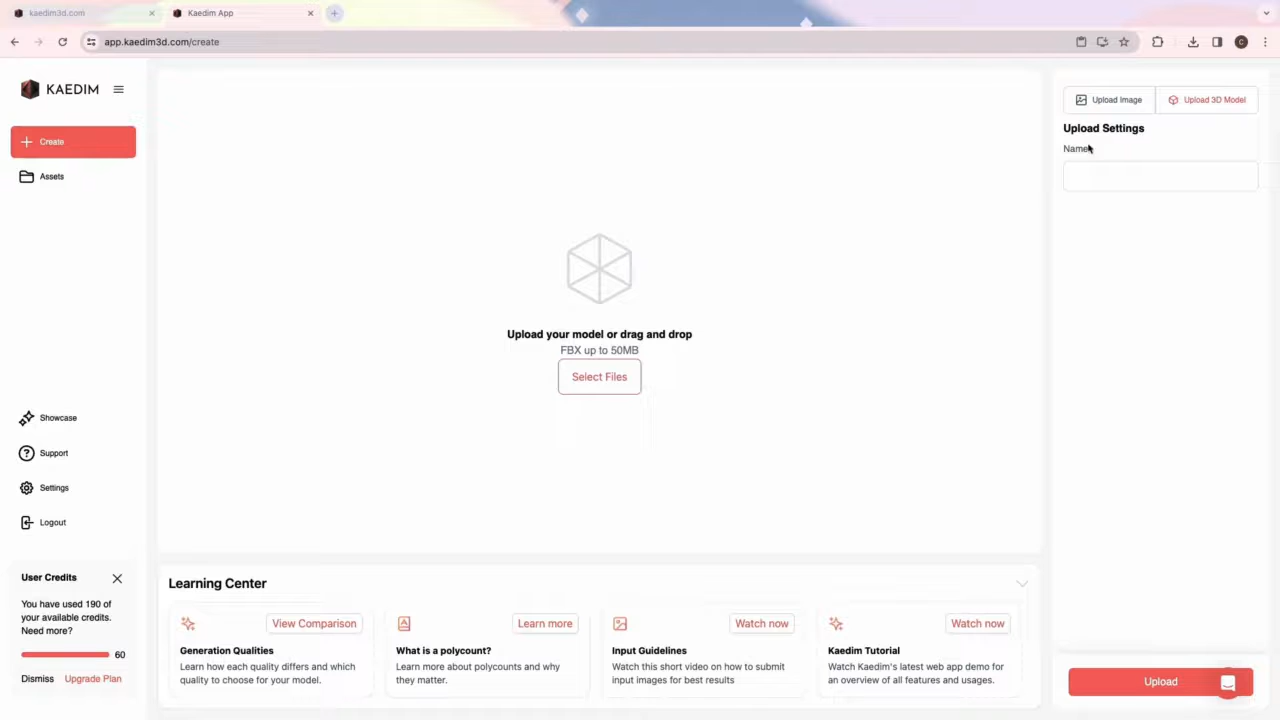 kaedim3d.com
Kaedim App
app.kaedim3d.com/create
C
KAEDIM
Create
Assets
Showcase
Support
Settings
Logout
User Credits
You have used 190 of
your available credits.
Need more?
60
Dismiss
Upgrade Plan
Upload your model or drag and drop
FBX up to 50MB
Select Files
Learning Center
View Comparison
Generation Qualities
Learn how each quality differs and which
quality to choose for your model.
Learn more
What is a polycount?
Learn more about polycounts and why
they matter.
Watch now
Input Guidelines
Watch this short video on how to submit
input images for best results
Watch now
Kaedim Tutorial
Watch Kaedim's latest web app demo for
an overview of all features and usages.
Upload Image
Upload 3D Model
Upload Settings
Name
Upload